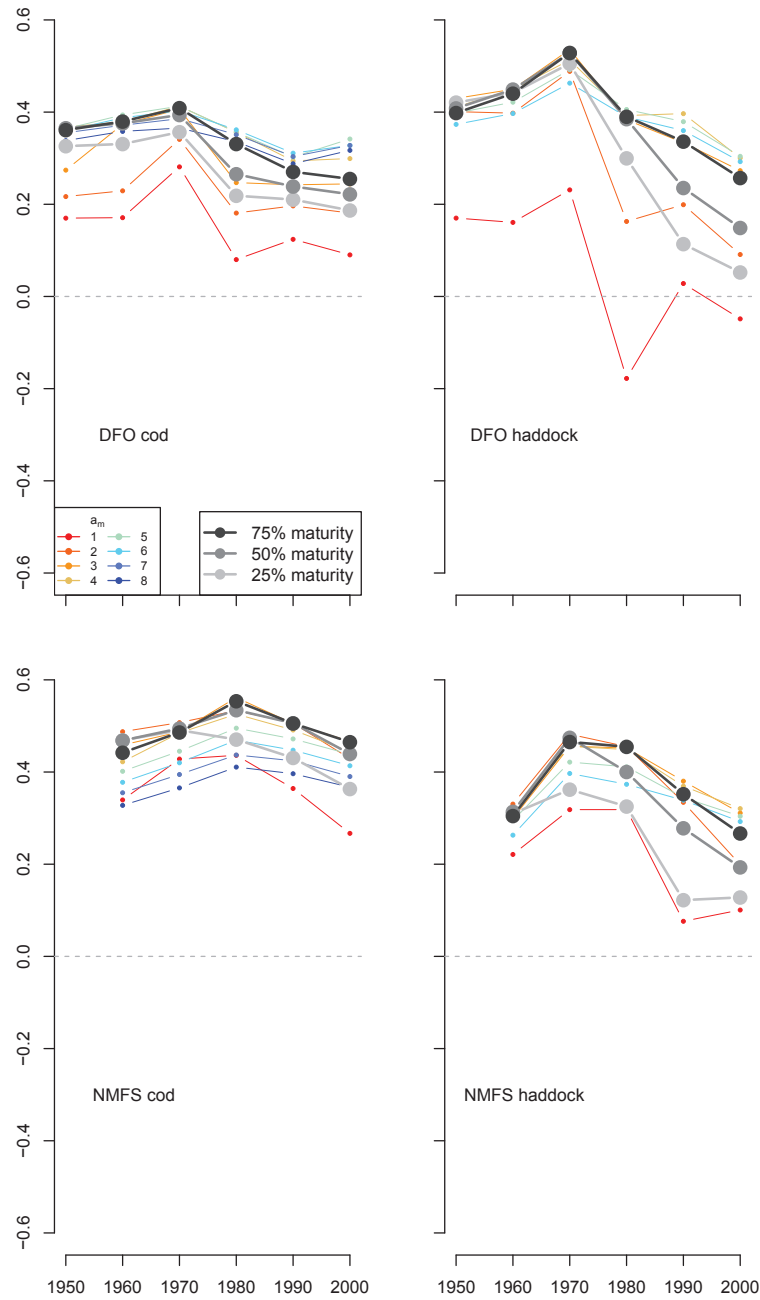 0.6
0.4
0.2
0.0
−0.2
−0.4
−0.6
DFO cod
DFO haddock
a_m
1 5
2 6
3 7
4 8
75% maturity
50% maturity
25% maturity
0.6
0.4
0.2
0.0
−0.2
−0.4
−0.6
NMFS cod
NMFS haddock
1950 1960 1970 1980 1990 2000
1950 1960 1970 1980 1990 2000